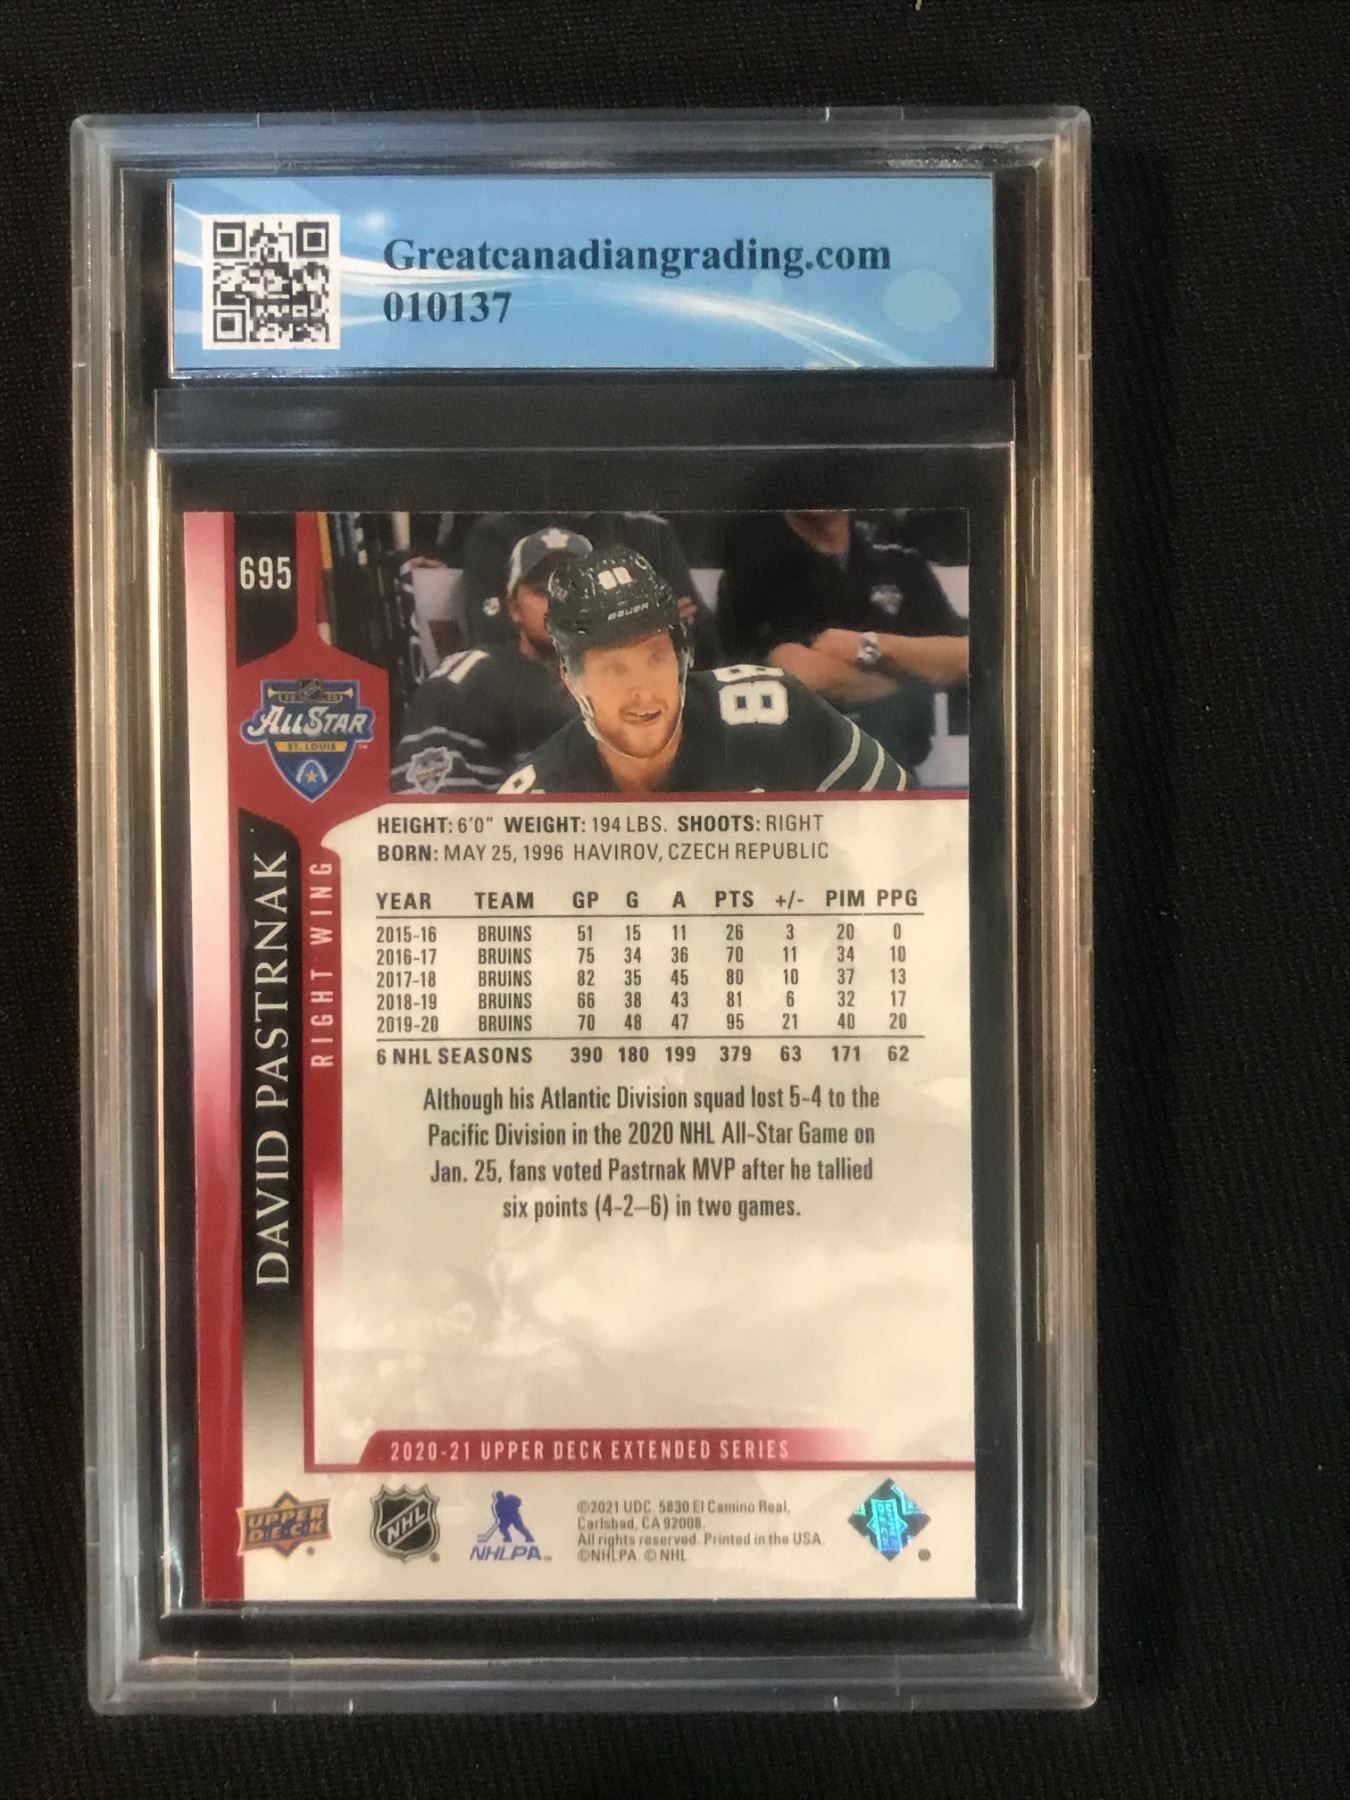 Greatcanadiangrading.com
010137
695
88
BAUER
88
ALL STAR
ST. LOUIS
DAVID PASTRNAK
RIGHT WING
HEIGHT: 6'0" WEIGHT: 194 LBS. SHOOTS: RIGHT
BORN: MAY 25, 1996 HAVIROV, CZECH REPUBLIC
YEAR TEAM GP G A PTS +/- PIM PPG
2015-16 BRUINS 51 15 11 26 3 20 0
2016-17 BRUINS 75 34 36 70 11 34 10
2017-18 BRUINS 82 35 45 80 10 37 13
2018-19 BRUINS 66 38 43 81 6 32 17
2019-20 BRUINS 70 48 47 95 21 40 20
6 NHL SEASONS 390 180 199 379 63 171 62
Although his Atlantic Division squad lost 5-4 to the
Pacific Division in the 2020 NHL All-Star Game on
Jan. 25, fans voted Pastrnak MVP after he tallied
six points (4-2–6) in two games.
2020-21 UPPER DECK EXTENDED SERIES
UPPER
D·E·C·K
NHL
NHLPA
©2021 UDC. 5830 El Camino Real,
Carlsbad, CA 92008.
All rights reserved. Printed in the USA.
©NHLPA. © NHL
UPPER
DECK